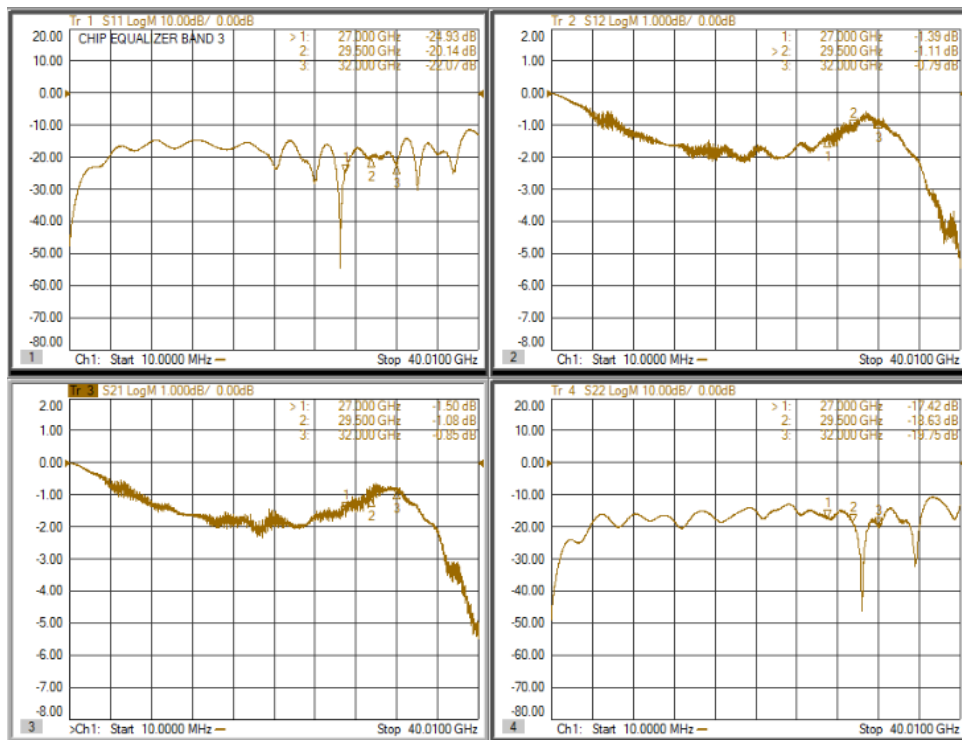 Tr 1 S11 LogM 10.00dB/ 0.00dB
CHIP EQUALIZER BAND 3
> 1: 27.000 GHz -24.93 dB
2: 29.500 GHz -20.14 dB
3: 32.000 GHz -22.07 dB
20.00
10.00
0.00
-10.00
-20.00
-30.00
-40.00
-50.00
-60.00
-70.00
-80.00
1
2
3
1
Ch1: Start 10.0000 MHz
Stop 40.0100 GHz
Tr 2 S12 LogM 1.000dB/ 0.00dB
1: 27.000 GHz -1.39 dB
> 2: 29.500 GHz -1.11 dB
3: 32.000 GHz -0.79 dB
2.00
1.00
0.00
-1.00
-2.00
-3.00
-4.00
-5.00
-6.00
-7.00
-8.00
1
2
3
2
Ch1: Start 10.0000 MHz
Stop 40.0100 GHz
Tr 3 S21 LogM 1.000dB/ 0.00dB
> 1: 27.000 GHz -1.50 dB
2: 29.500 GHz -1.08 dB
3: 32.000 GHz -0.85 dB
2.00
1.00
0.00
-1.00
-2.00
-3.00
-4.00
-5.00
-6.00
-7.00
-8.00
1
2
3
3
>Ch1: Start 10.0000 MHz
Stop 40.0100 GHz
Tr 4 S22 LogM 10.00dB/ 0.00dB
> 1: 27.000 GHz -17.42 dB
2: 29.500 GHz -18.63 dB
3: 32.000 GHz -19.75 dB
20.00
10.00
0.00
-10.00
-20.00
-30.00
-40.00
-50.00
-60.00
-70.00
-80.00
1
2
3
4
Ch1: Start 10.0000 MHz
Stop 40.0100 GHz